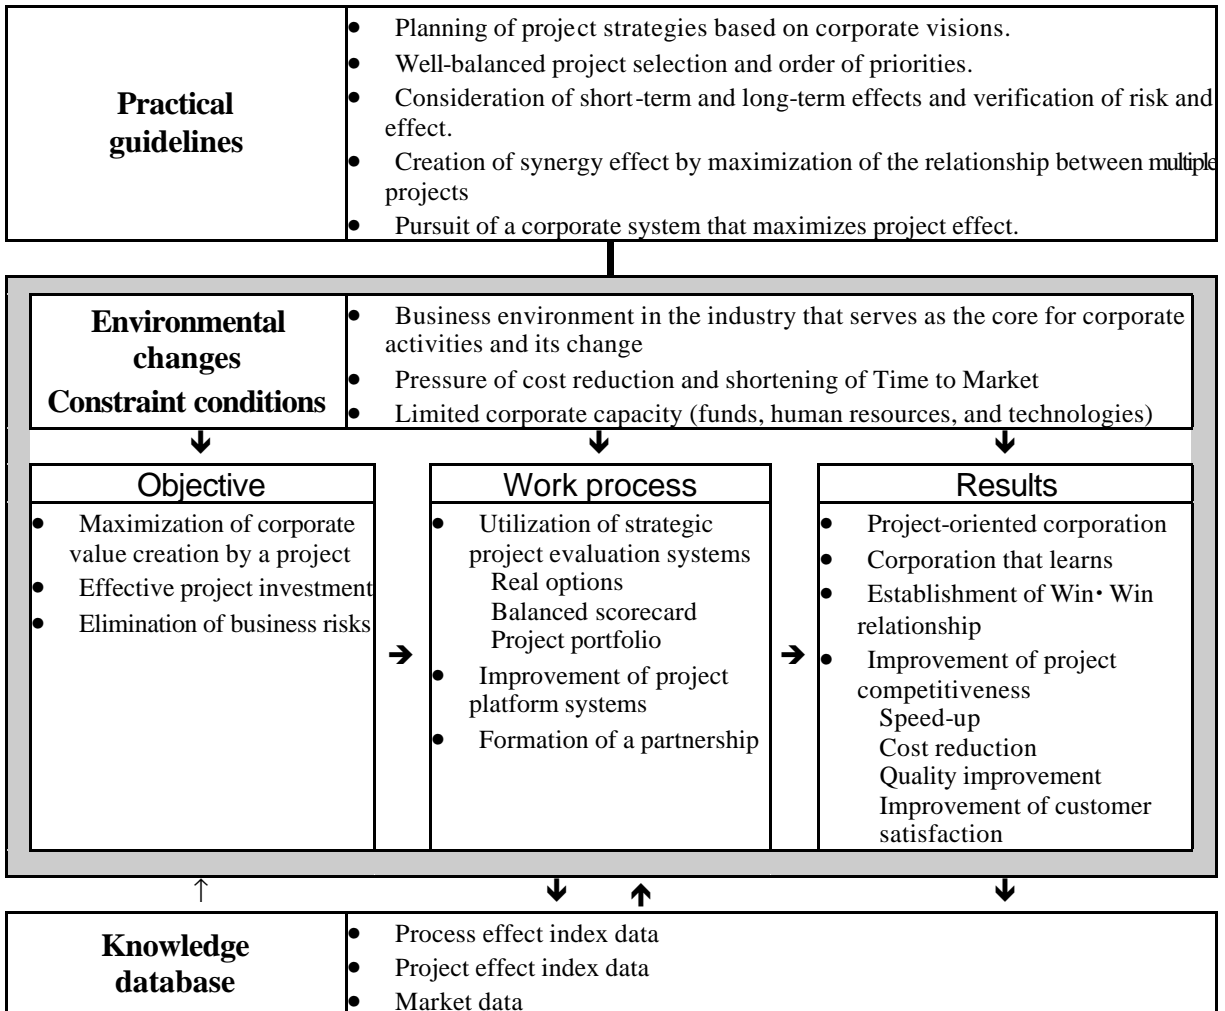 Practical
guidelines
● Planning of project strategies based on corporate visions.
● Well-balanced project selection and order of priorities.
● Consideration of short-term and long-term effects and verification of risk and
effect.
● Creation of synergy effect by maximization of the relationship between multiple
projects
● Pursuit of a corporate system that maximizes project effect.
Environmental
changes
Constraint conditions
● Business environment in the industry that serves as the core for corporate
activities and its change
● Pressure of cost reduction and shortening of Time to Market
● Limited corporate capacity (funds, human resources, and technologies)
Objective
● Maximization of corporate
value creation by a project
● Effective project investment
● Elimination of business risks
Work process
● Utilization of strategic
project evaluation systems
Real options
Balanced scorecard
Project portfolio
● Improvement of project
platform systems
● Formation of a partnership
Results
● Project-oriented corporation
● Corporation that learns
● Establishment of Win・Win
relationship
● Improvement of project
competitiveness
Speed-up
Cost reduction
Quality improvement
Improvement of customer
satisfaction
Knowledge
database
● Process effect index data
● Project effect index data
● Market data